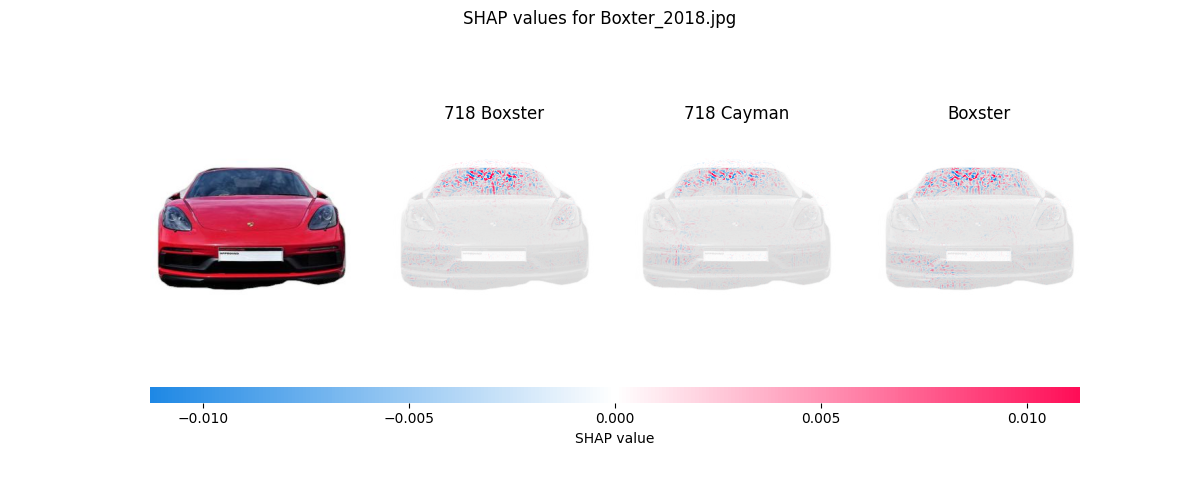 SHAP values for Boxter_2018.jpg
718 Boxster
718 Cayman
Boxster
−0.010
−0.005
0.000
0.005
0.010
SHAP value